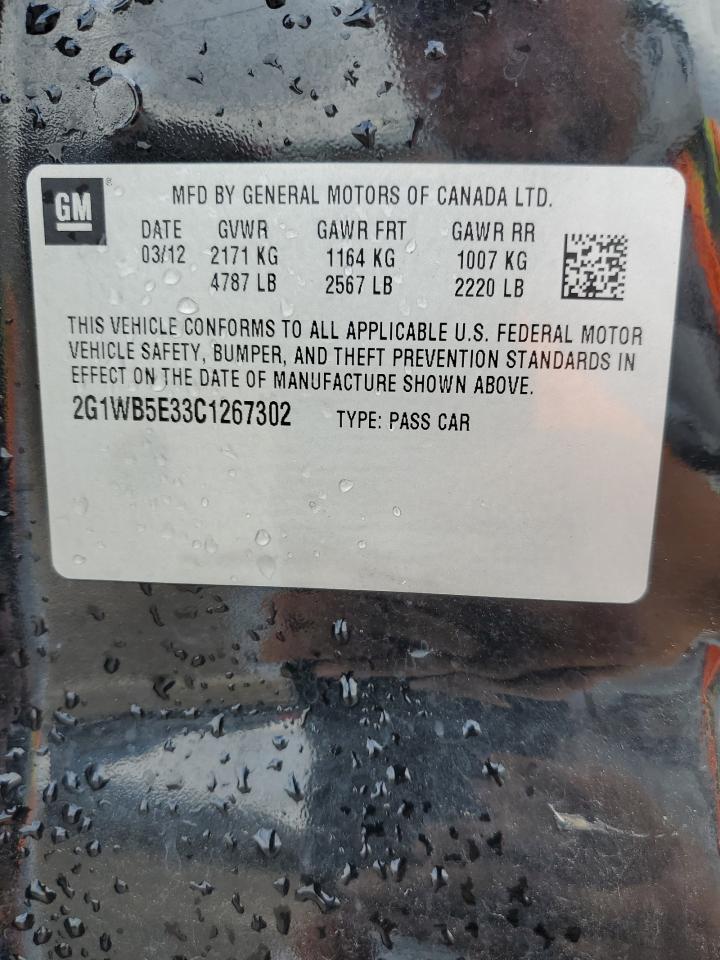 GM ®
MFD BY GENERAL MOTORS OF CANADA LTD.
DATE GVWR GAWR FRT GAWR RR
03/12 2171 KG 1164 KG 1007 KG
4787 LB 2567 LB 2220 LB
THIS VEHICLE CONFORMS TO ALL APPLICABLE U.S. FEDERAL MOTOR
VEHICLE SAFETY, BUMPER, AND THEFT PREVENTION STANDARDS IN
EFFECT ON THE DATE OF MANUFACTURE SHOWN ABOVE.
2G1WB5E33C1267302 TYPE: PASS CAR